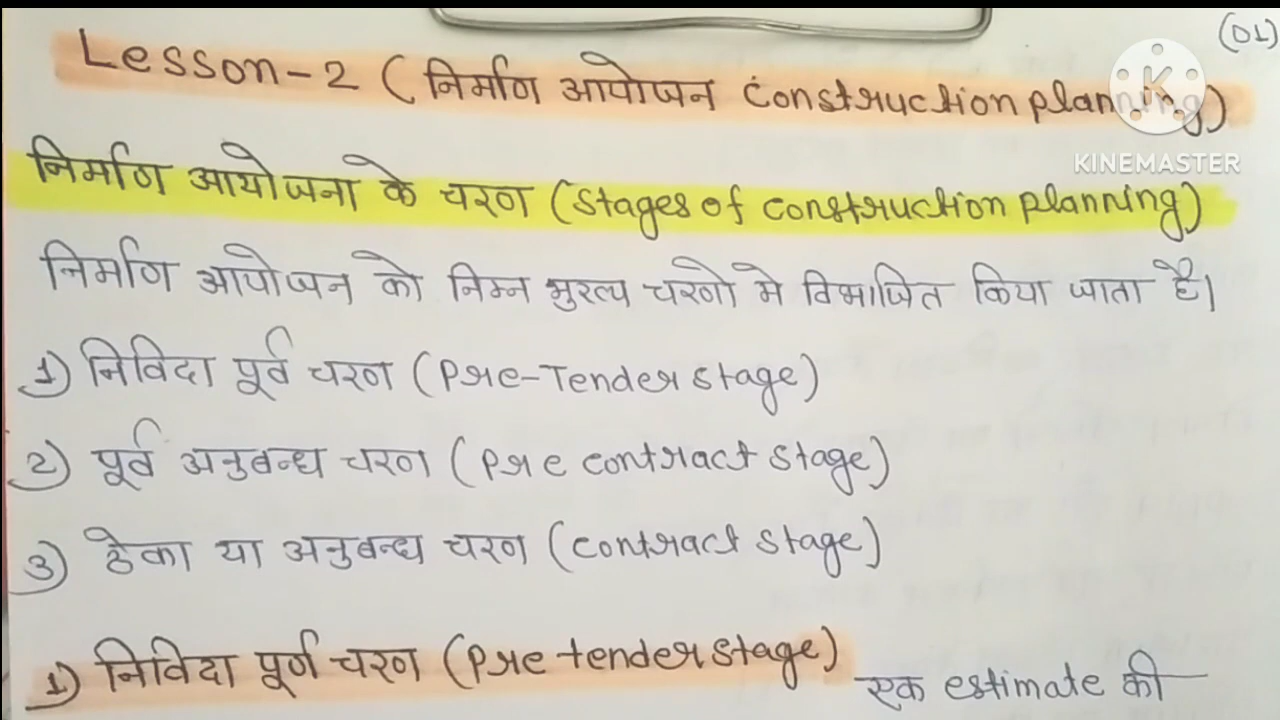 (01)
Lesson-2 (निर्माण आयोजन construction planning)
K
KINEMASTER
निर्माण आयोजना के चरण (Stages of construction planning)
निर्माण आयोजन को निम्न मुख्य चरणो मे विभाजित किया जाता है।
1) निविदा पूर्व चरण (Pre-Tender stage)
2) पूर्व अनुबन्ध चरण (Pre contract stage)
3) ठेका या अनुबन्ध चरण (contract stage)
1) निविदा पूर्ण चरण (Pre tender stage) एक estimate की